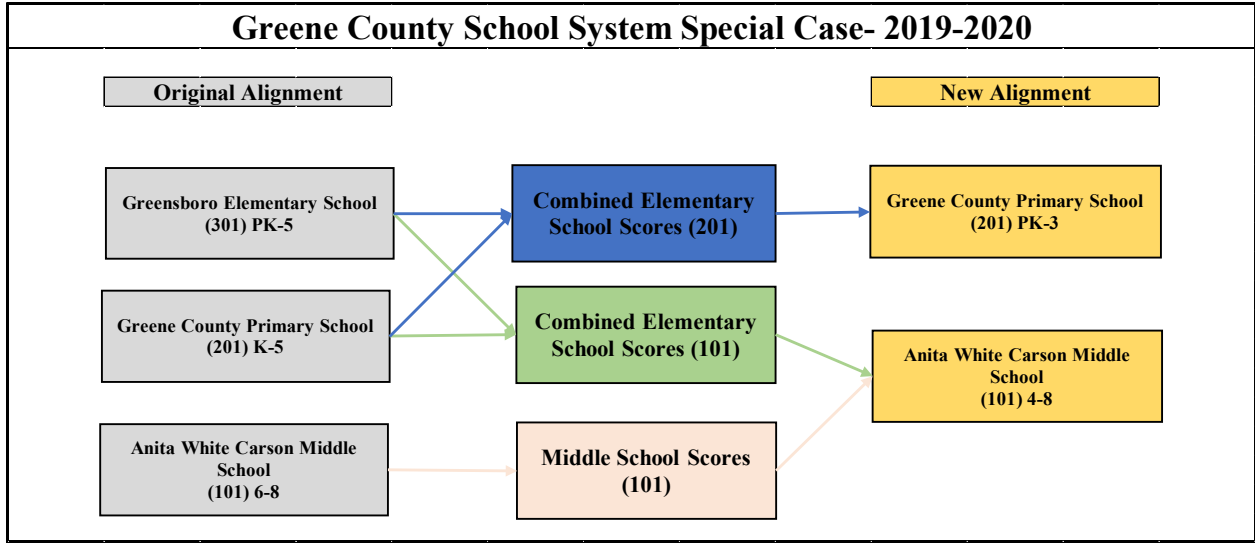 Greene County School System Special Case- 2019-2020
Original Alignment
New Alignment
Greensboro Elementary School
(301) PK-5
Combined Elementary
School Scores (201)
Greene County Primary School
(201) PK-3
Greene County Primary School
(201) K-5
Combined Elementary
School Scores (101)
Anita White Carson Middle
School
(101) 4-8
Anita White Carson Middle
School
(101) 6-8
Middle School Scores
(101)